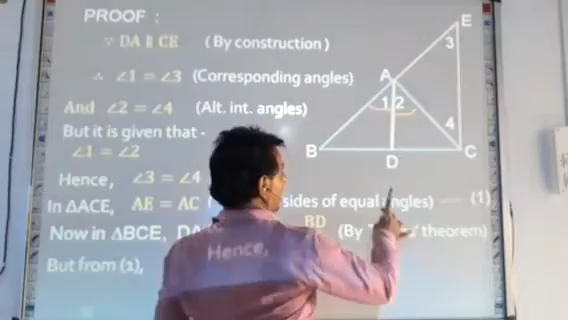 PROOF :
∵ DA ∥ CE (By construction)
∴ ∠1 = ∠3 (Corresponding angles)
And ∠2 = ∠4 (Alt. int. angles)
But it is given that -
∠1 = ∠2
Hence, ∠3 = ∠4
In ΔACE, AE = AC ( sides of equal angles) — (1)
Now in ΔBCE, DA BD (By theorem)
But from (1),
Hence,
E
3
A
1 2
4
B
D
C